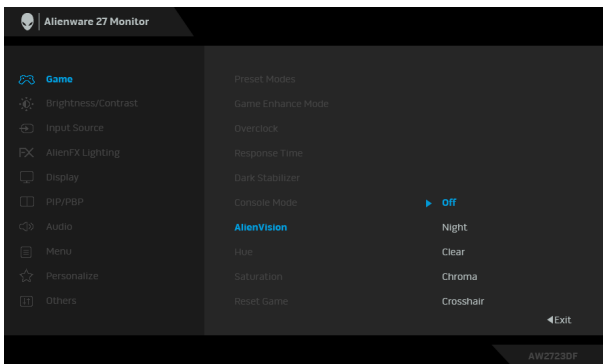 Alienware 27 Monitor
Game
Brightness/Contrast
Input Source
FX AlienFX Lighting
Display
PIP/PBP
Audio
Menu
Personalize
Others
Preset Modes
Game Enhance Mode
Overclock
Response Time
Dark Stabilizer
Console Mode
AlienVision
Hue
Saturation
Reset Game
Off
Night
Clear
Chroma
Crosshair
Exit
AW2723DF